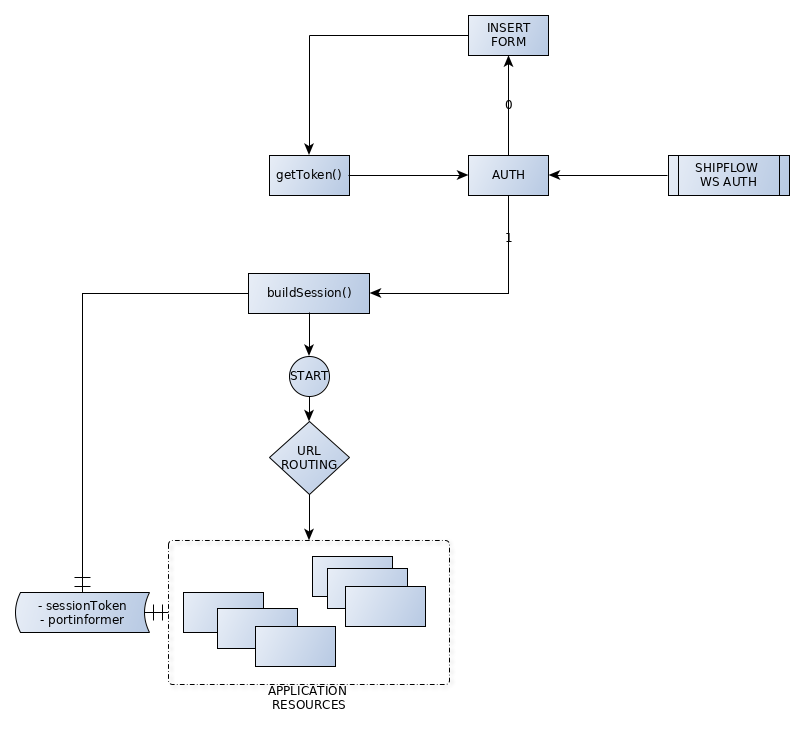 INSERT
FORM
0
getToken()
AUTH
SHIPFLOW
WS AUTH
1
buildSession()
START
URL
ROUTING
- sessionToken
- portinformer
APPLICATION
RESOURCES